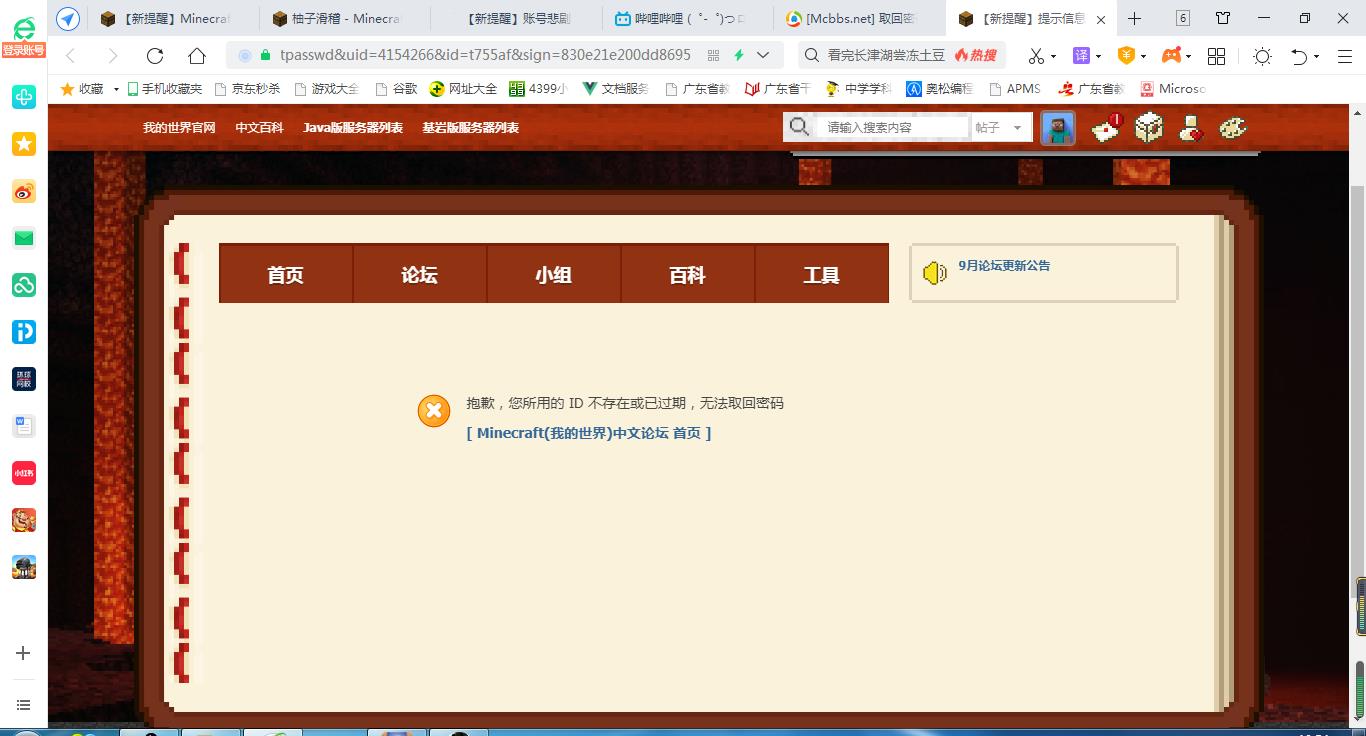 【新提醒】Minecraf
柚子滑稽 - Minecra
【新提醒】账号悲剧
哔哩哔哩 (゜-゜)つロ
[Mcbbs.net] 取回密
【新提醒】提示信息
6
登录账号
tpasswd&uid=4154266&id=t755af&sign=830e21e200dd8695
看完长津湖尝冻土豆
热搜
译
收藏
手机收藏夹
京东秒杀
游戏大全
谷歌
网址大全
4399小
文档服务
广东省教
广东省干
中学学科
奥松编程
APMS
广东省教
Microso
我的世界官网
中文百科
Java版服务器列表
基岩版服务器列表
请输入搜索内容
帖子
1
首页
论坛
小组
百科
工具
9月论坛更新公告
抱歉，您所用的 ID 不存在或已过期，无法取回密码
[ Minecraft(我的世界)中文论坛 首页 ]
小红书